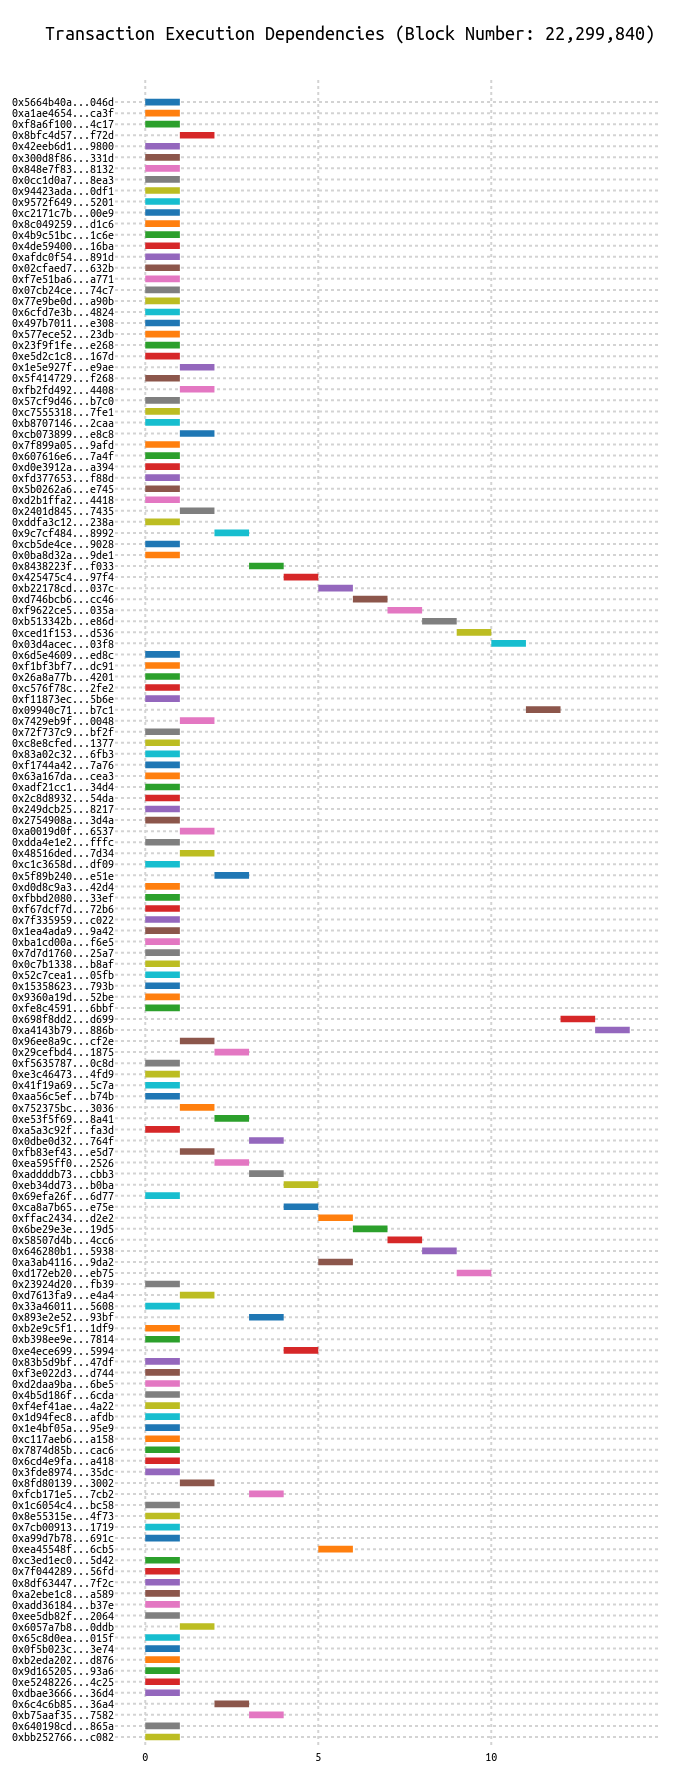 Transaction Execution Dependencies (Block Number: 22,299,840)
0x5664b40a...046d
0xa1ae4654...ca3f
0xf8a6f100...4c17
0x8bfc4d57...f72d
0x42eeb6d1...9800
0x300d8f86...331d
0x848e7f83...8132
0x0cc1d0a7...8ea3
0x94423ada...0df1
0x9572f649...5201
0xc2171c7b...00e9
0x8c049259...d1c6
0x4b9c51bc...1c6e
0x4de59400...16ba
0xafdc0f54...891d
0x02cfaed7...632b
0xf7e51ba6...a771
0x07cb24ce...74c7
0x77e9be0d...a90b
0x6cfd7e3b...4824
0x497b7011...e308
0x577ece52...23db
0x23f9f1fe...e268
0xe5d2c1c8...167d
0x1e5e927f...e9ae
0x5f414729...f268
0xfb2fd492...4408
0x57cf9d46...b7c0
0xc7555318...7fe1
0xb8707146...2caa
0xcb073899...e8c8
0x7f899a05...9afd
0x607616e6...7a4f
0xd0e3912a...a394
0xfd377653...f88d
0x5b0262a6...e745
0xd2b1ffa2...4418
0x2401d845...7435
0xddfa3c12...238a
0x9c7cf484...8992
0xcb5de4ce...9028
0x0ba8d32a...9de1
0x8438223f...f033
0x425475c4...97f4
0xb22178cd...037c
0xd746bcb6...cc46
0xf9622ce5...035a
0xb513342b...e86d
0xced1f153...d536
0x03d4acec...03f8
0x6d5e4609...ed8c
0xf1bf3bf7...dc91
0x26a8a77b...4201
0xc576f78c...2fe2
0xf11873ec...5b6e
0x09940c71...b7c1
0x7429eb9f...0048
0x72f737c9...bf2f
0xc8e8cfed...1377
0x83a02c32...6fb3
0xf1744a42...7a76
0x63a167da...cea3
0xadf21cc1...34d4
0x2c8d8932...54da
0x249dcb25...8217
0x2754908a...3d4a
0xa0019d0f...6537
0xdda4e1e2...fffc
0x48516ded...7d34
0xc1c3658d...df09
0x5f89b240...e51e
0xd0d8c9a3...42d4
0xfbbd2080...33ef
0xf67dcf7d...72b6
0x7f335959...c022
0x1ea4ada9...9a42
0xba1cd00a...f6e5
0x7d7d1760...25a7
0x0c7b1338...b8af
0x52c7cea1...05fb
0x15358623...793b
0x9360a19d...52be
0xfe8c4591...6bbf
0x698f8dd2...d699
0xa4143b79...886b
0x96ee8a9c...cf2e
0x29cefbd4...1875
0xf5635787...0c8d
0xe3c46473...4fd9
0x41f19a69...5c7a
0xaa56c5ef...b74b
0x752375bc...3036
0xe53f5f69...8a41
0xa5a3c92f...fa3d
0x0dbe0d32...764f
0xfb83ef43...e5d7
0xea595ff0...2526
0xaddddb73...cbb3
0xeb34dd73...b0ba
0x69efa26f...6d77
0xca8a7b65...e75e
0xffac2434...d2e2
0x6be29e3e...19d5
0x58507d4b...4cc6
0x646280b1...5938
0xa3ab4116...9da2
0xd172eb20...eb75
0x23924d20...fb39
0xd7613fa9...e4a4
0x33a46011...5608
0x893e2e52...93bf
0xb2e9c5f1...1df9
0xb398ee9e...7814
0xe4ece699...5994
0x83b5d9bf...47df
0xf3e022d3...d744
0xd2daa9ba...6be5
0x4b5d186f...6cda
0xf4ef41ae...4a22
0x1d94fec8...afdb
0x1e4bf05a...95e9
0xc117aeb6...a158
0x7874d85b...cac6
0x6cd4e9fa...a418
0x3fde8974...35dc
0x8fd80139...3002
0xfcb171e5...7cb2
0x1c6054c4...bc58
0x8e55315e...4f73
0x7cb00913...1719
0xa99d7b78...691c
0xea45548f...6cb5
0xc3ed1ec0...5d42
0x7f044289...56fd
0x8df63447...7f2c
0xa2ebe1c8...a589
0xadd36184...b37e
0xee5db82f...2064
0x6057a7b8...0ddb
0x65c8d0ea...015f
0x0f5b023c...3e74
0xb2eda202...d876
0x9d165205...93a6
0xe5248226...4c25
0xdbae3666...36d4
0x6c4c6b85...36a4
0xb75aaf35...7582
0x640198cd...865a
0xbb252766...c082
0 5 10